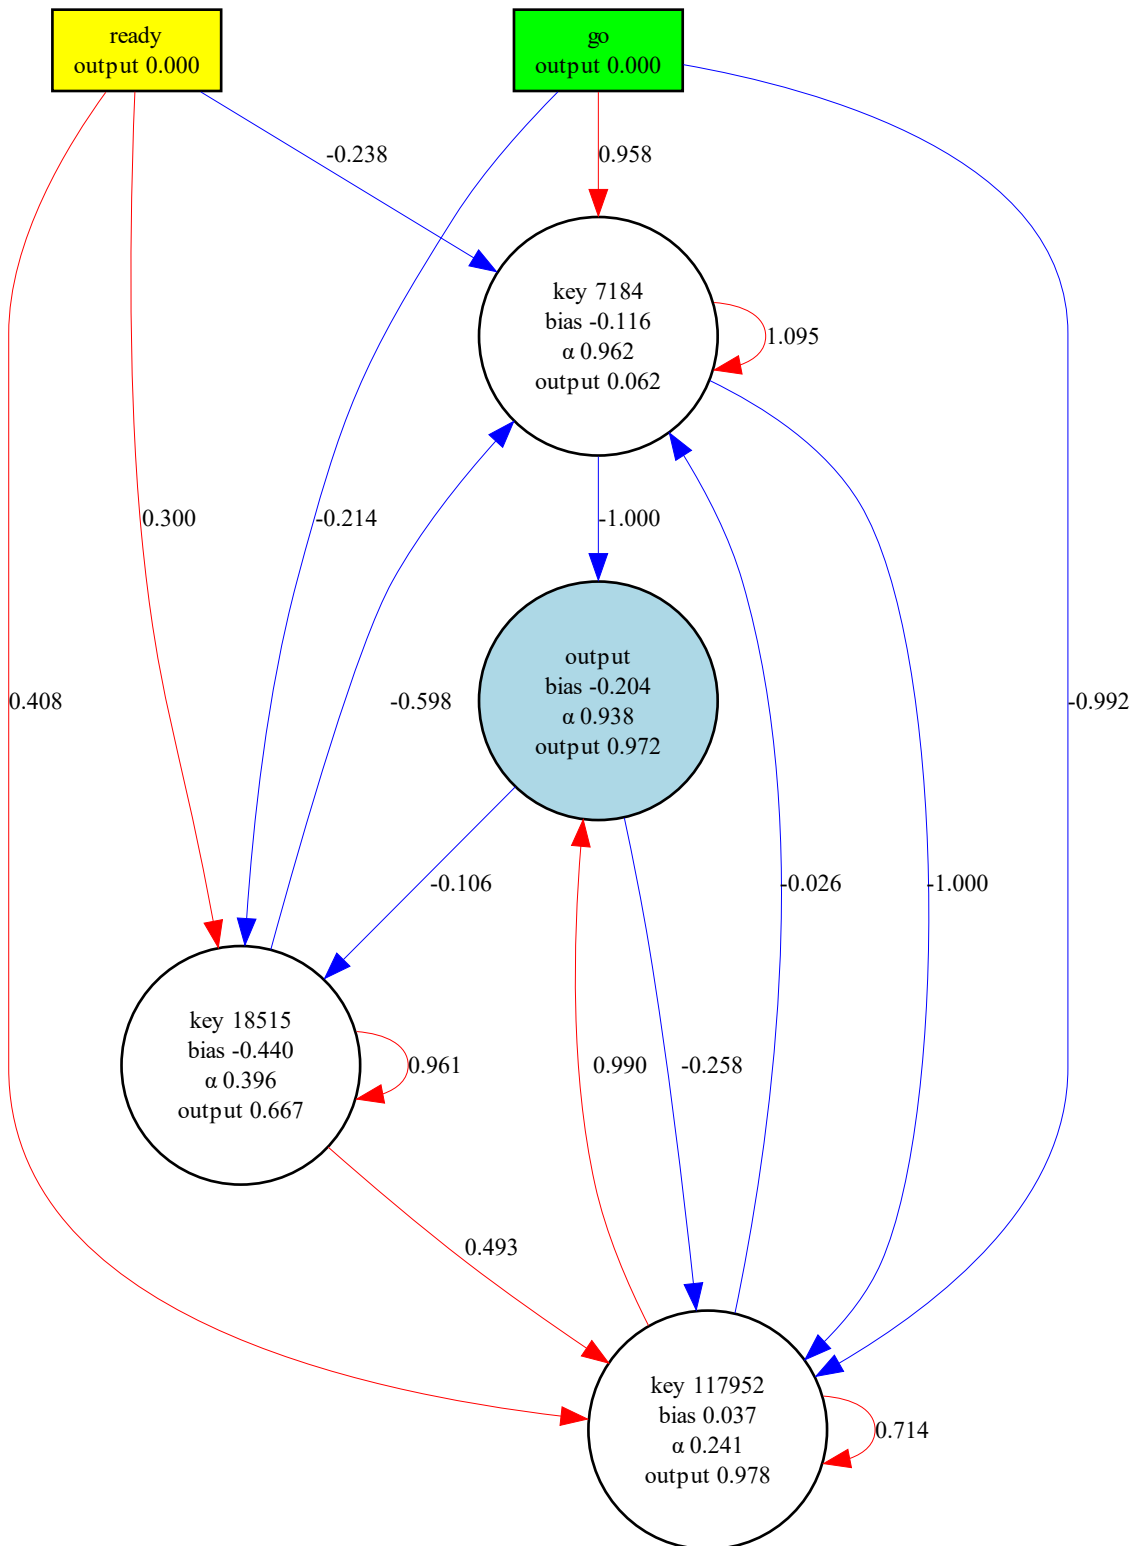 ready
output 0.000
go
output 0.000
-0.238
0.958
key 7184
bias -0.116
α 0.962
output 0.062
1.095
0.300
-0.214
-1.000
output
bias -0.204
α 0.938
output 0.972
0.408
-0.598
-0.992
-0.106
-0.026
-1.000
key 18515
bias -0.440
α 0.396
output 0.667
0.961
0.990
-0.258
0.493
key 117952
bias 0.037
α 0.241
output 0.978
0.714